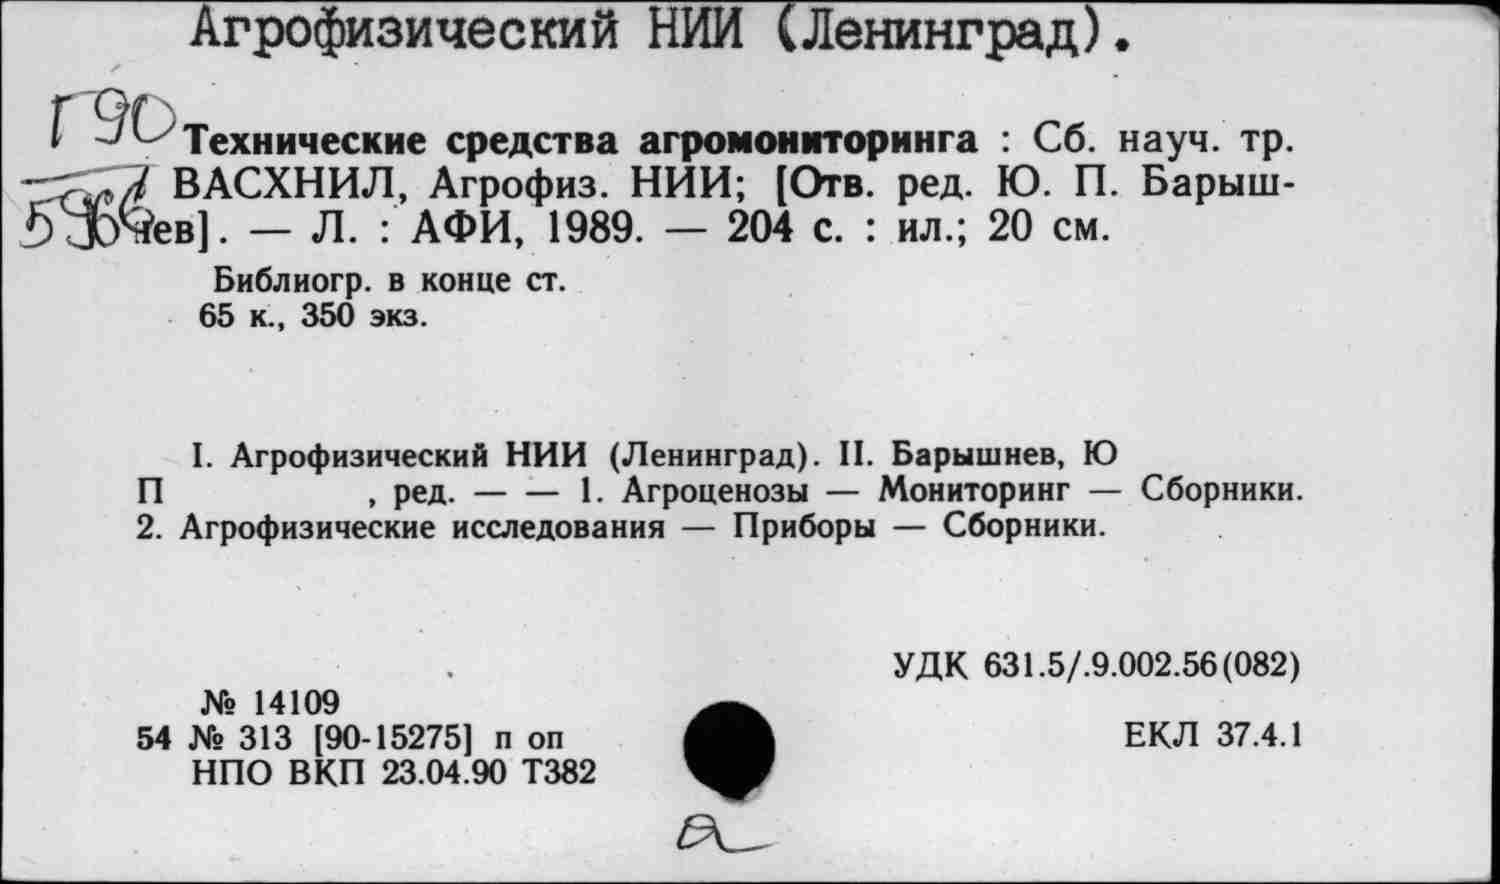 Агрофизический НИИ (Ленинград).
Г90
Технические средства агромониторинга : Сб. науч. тр.
/ ВАСХНИЛ, Агрофиз. НИИ; [Отв. ред. Ю. П. Барыш-
нев]. — Л. : АФИ, 1989. — 204 с. : ил.; 20 см.
Библиогр. в конце ст.
65 к., 350 экз.
I. Агрофизический НИИ (Ленинград). II. Барышнев, Ю
П , ред. — — 1. Агроценозы — Мониторинг — Сборники.
2. Агрофизические исследования — Приборы — Сборники.
УДК 631.5/.9.002.56(082)
№ 14109
54 № 313 [90-15275] п оп
ЕКЛ 37.4.1
НПО ВКП 23.04.90 Т382